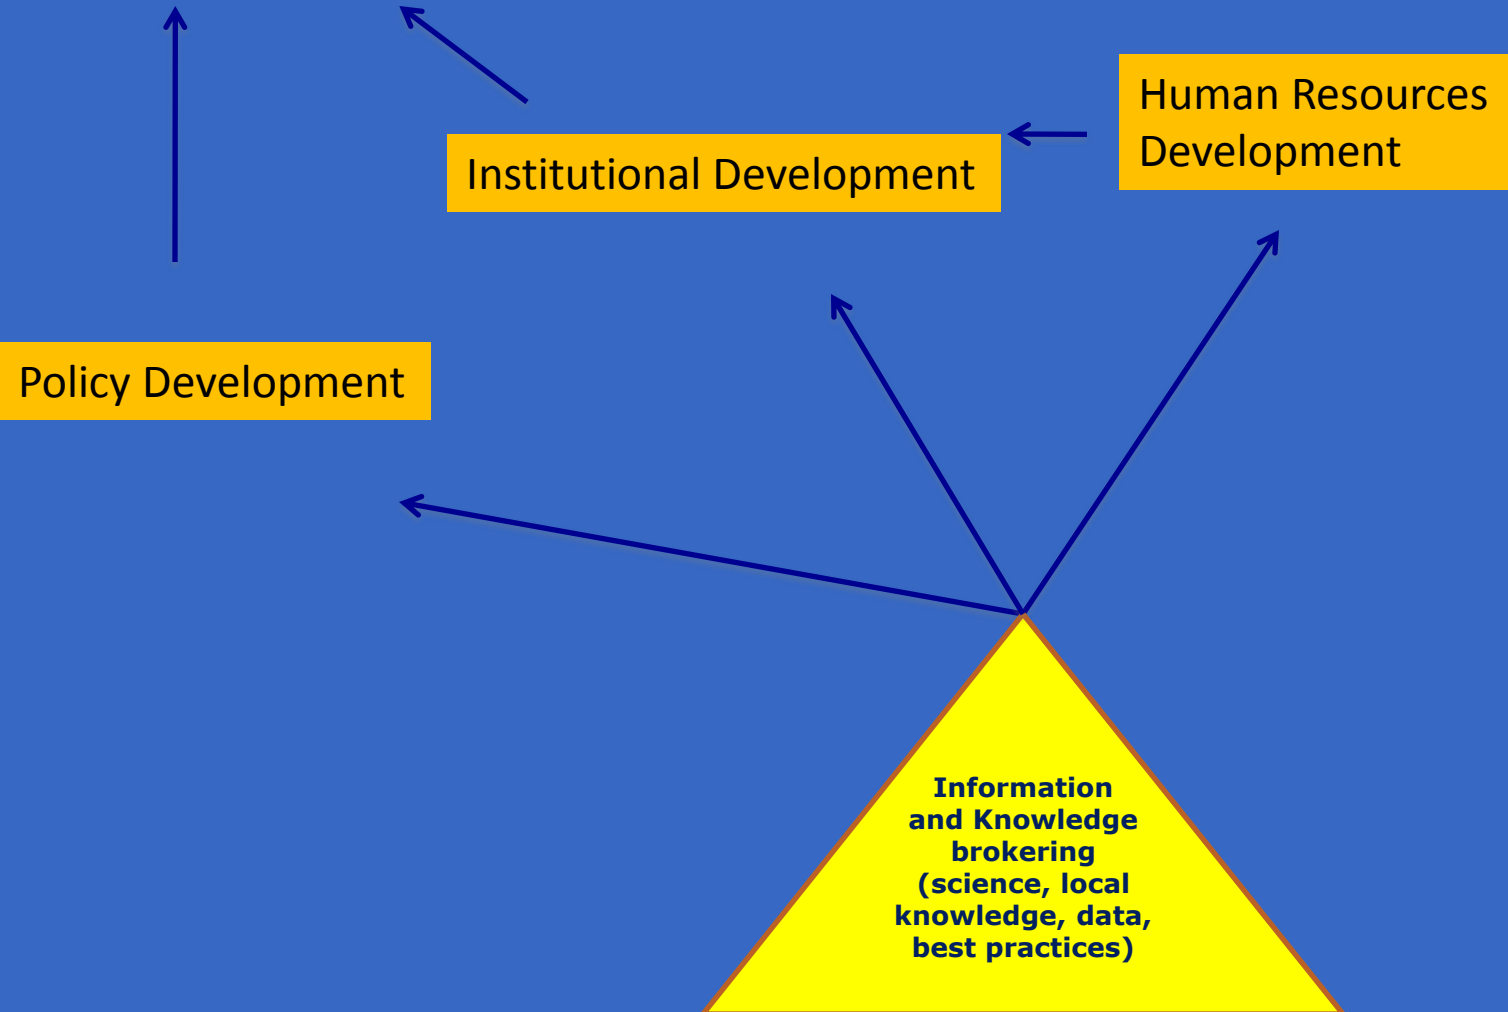 Human Resources
Development
Institutional Development
Policy Development
Information
and Knowledge
brokering
(science, local
knowledge, data,
best practices)